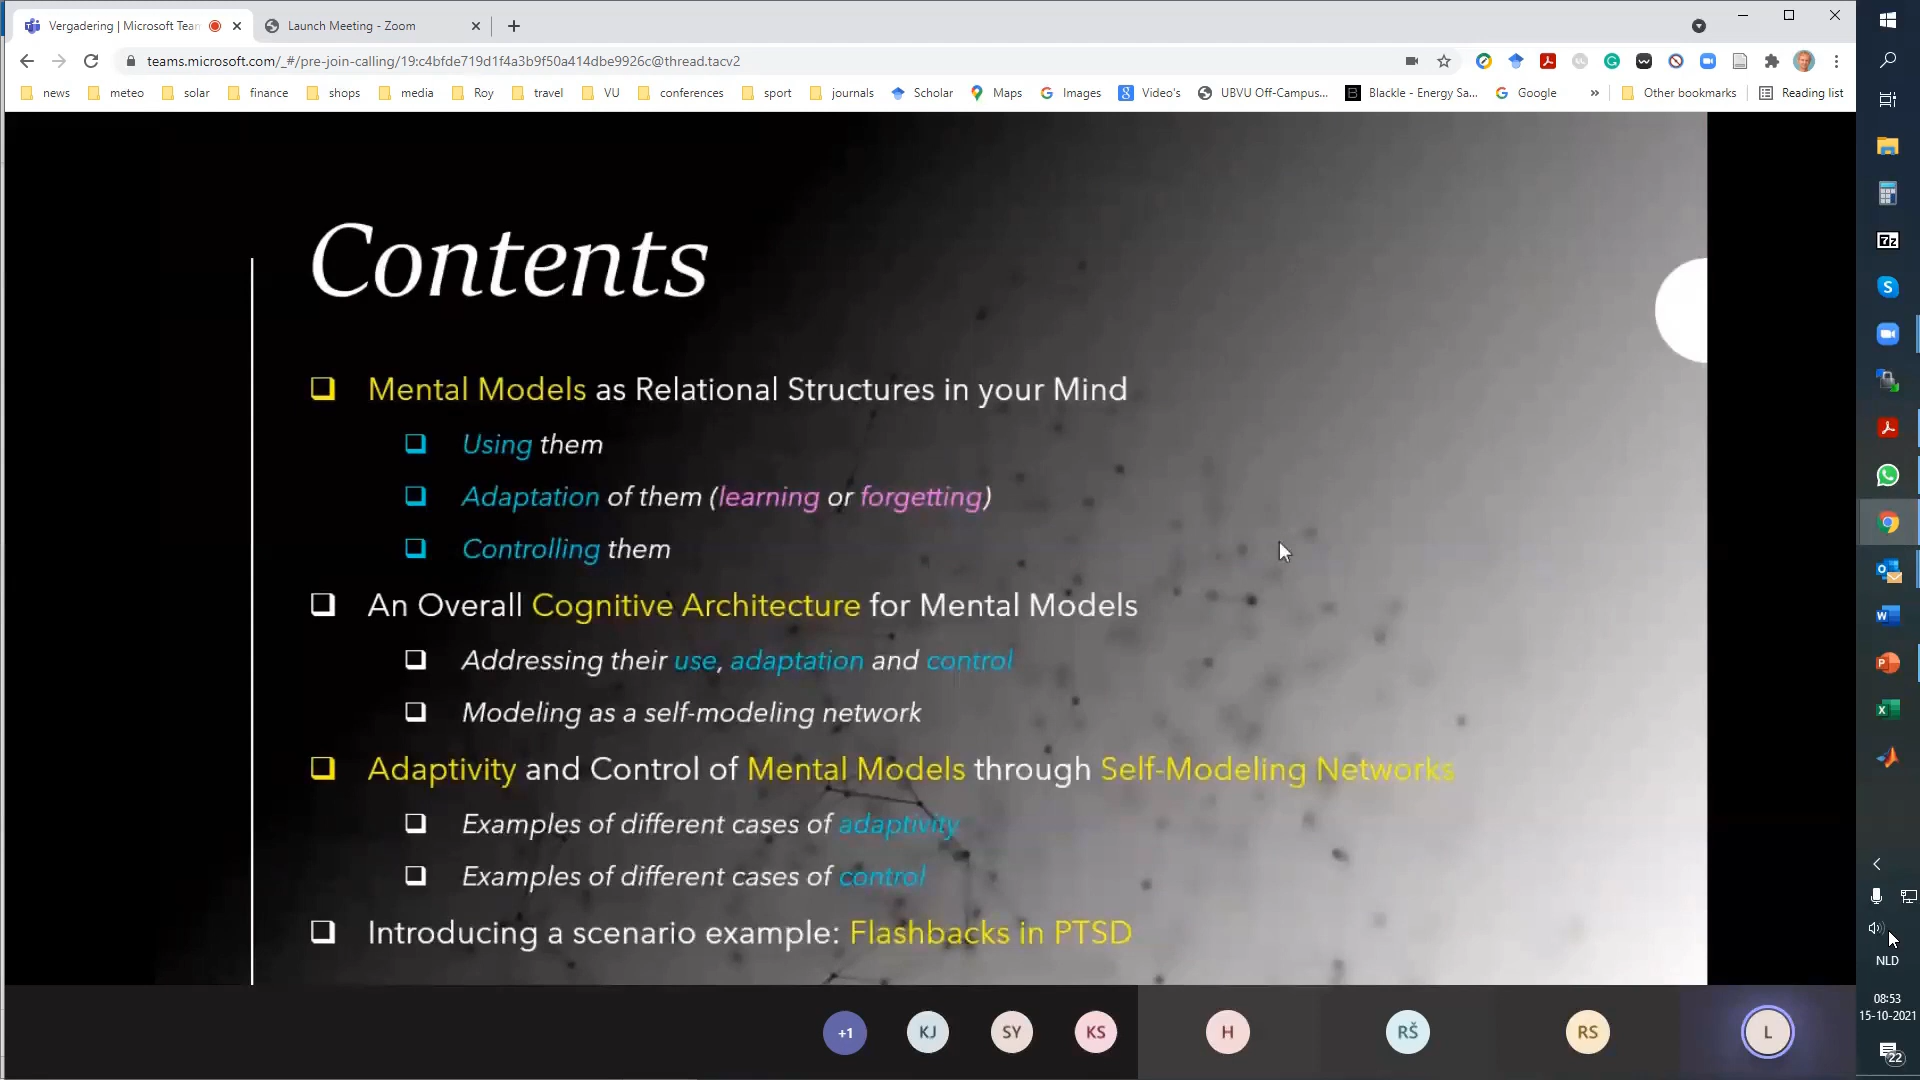 Vergadering | Microsoft Team
Launch Meeting - Zoom
teams.microsoft.com/_#/pre-join-calling/19:c4bfde719d1f4a3b9f50a414dbe9926c@thread.tacv2
news meteo solar finance shops media Roy travel VU conferences sport journals Scholar Maps Images Video's UBVU Off-Campus... Blackle - Energy Sa... Google » Other bookmarks Reading list
Contents
Mental Models as Relational Structures in your Mind
Using them
Adaptation of them (learning or forgetting)
Controlling them
An Overall Cognitive Architecture for Mental Models
Addressing their use, adaptation and control
Modeling as a self-modeling network
Adaptivity and Control of Mental Models through Self-Modeling Networks
Examples of different cases of adaptivity
Examples of different cases of control
Introducing a scenario example: Flashbacks in PTSD
+1 KJ SY KS H RŠ RS L
NLD
08:53
15-10-2021
22